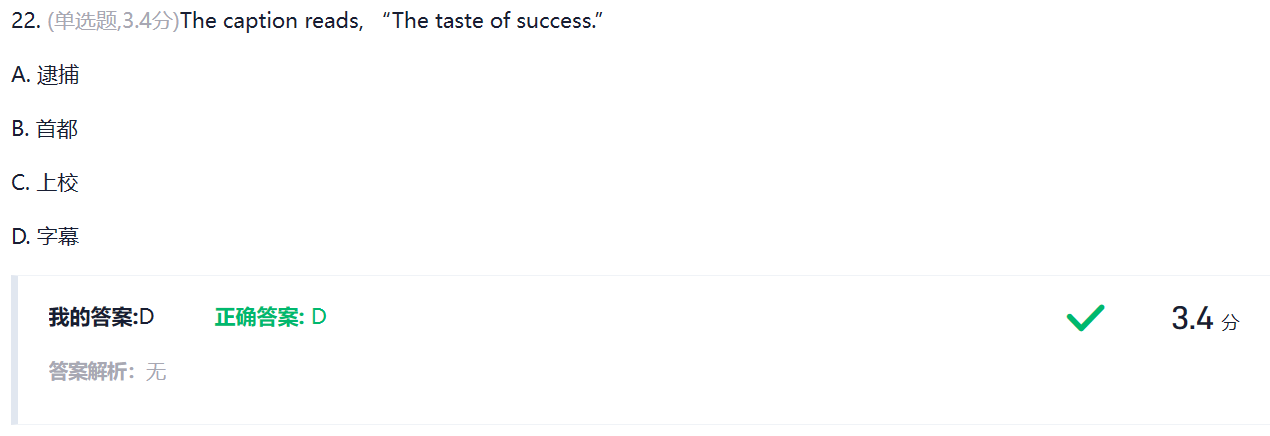 22. (单选题,3.4分)The caption reads, “The taste of success.”
A. 逮捕
B. 首都
C. 上校
D. 字幕
我的答案:D 正确答案: D 3.4 分
答案解析：无